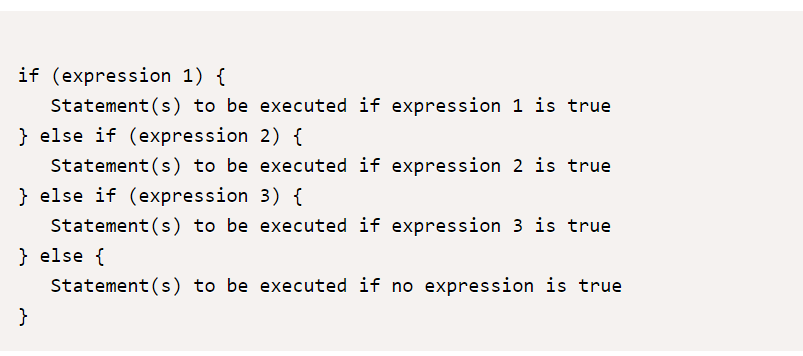 if (expression 1) {
   Statement(s) to be executed if expression 1 is true
} else if (expression 2) {
   Statement(s) to be executed if expression 2 is true
} else if (expression 3) {
   Statement(s) to be executed if expression 3 is true
} else {
   Statement(s) to be executed if no expression is true
}